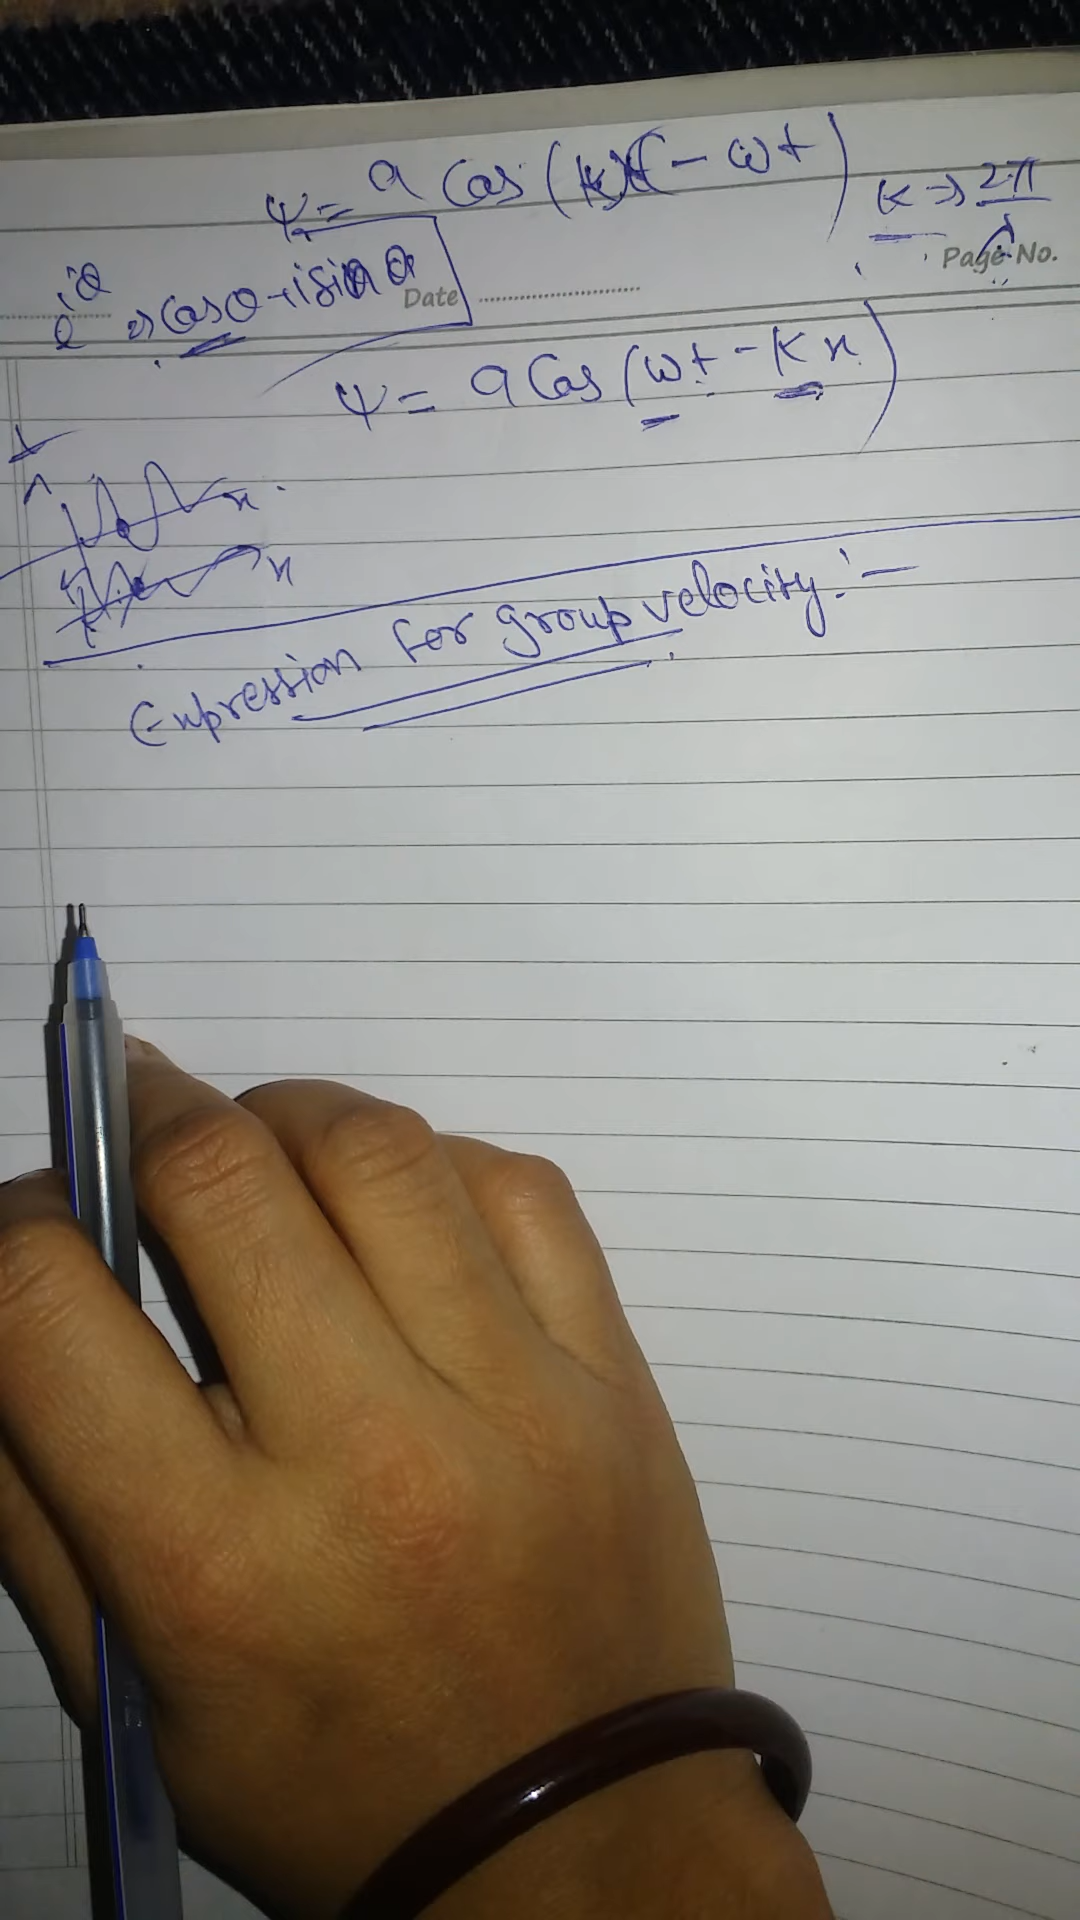 ψ = a Cos (kx - ωt)
k → 2π/λ
Page No.
e^iθ => Cosθ + i sinθ
Date
ψ = a Cos (ωt - kx)
x
x
Expression for group velocity :-